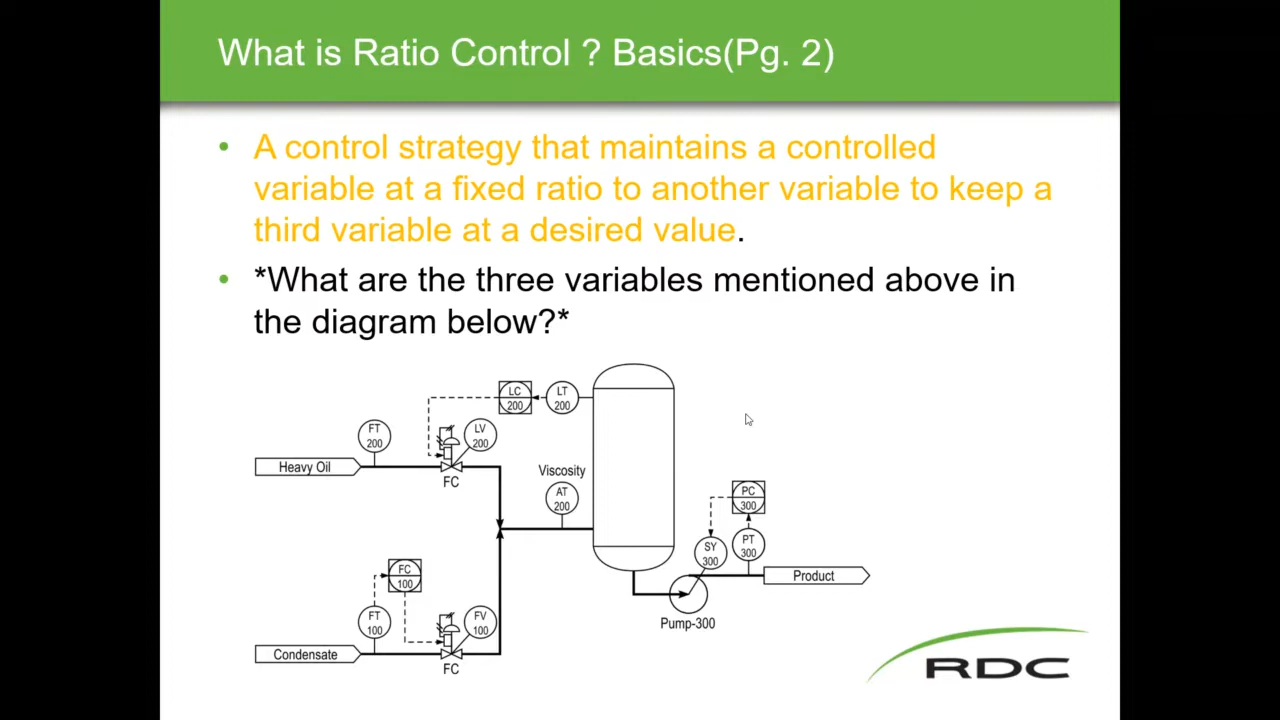 What is Ratio Control ? Basics(Pg. 2)
• A control strategy that maintains a controlled
variable at a fixed ratio to another variable to keep a
third variable at a desired value.
• *What are the three variables mentioned above in
the diagram below?*
LC
200
LT
200
FT
200
LV
200
Heavy Oil
FC
Viscosity
AT
200
PC
300
SY
300
PT
300
Product
Pump-300
FC
100
FT
100
FV
100
Condensate
FC
RDC